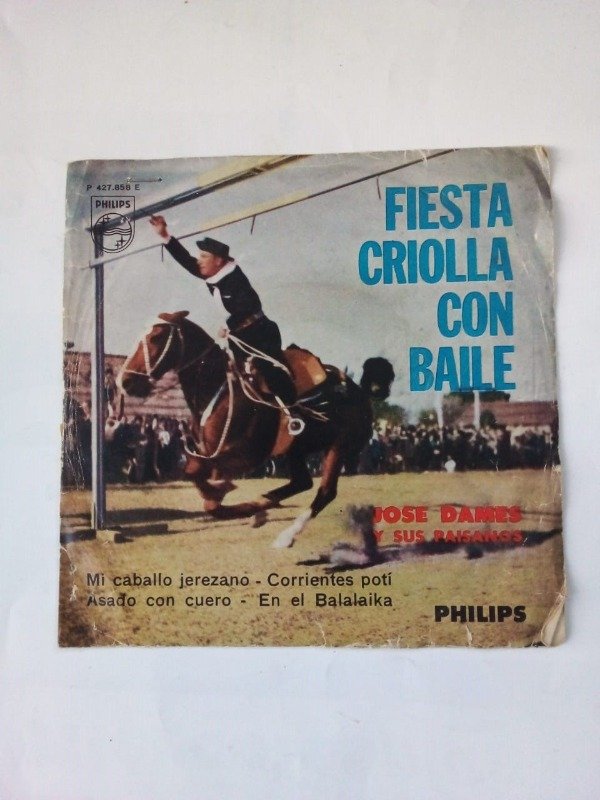 P 427.858 E
PHILIPS
FIESTA
CRIOLLA
CON
BAILE
JOSE DAMES
Y SUS PAISANOS
Mi caballo jerezano - Corrientes potí
Asado con cuero - En el Balalaika
PHILIPS